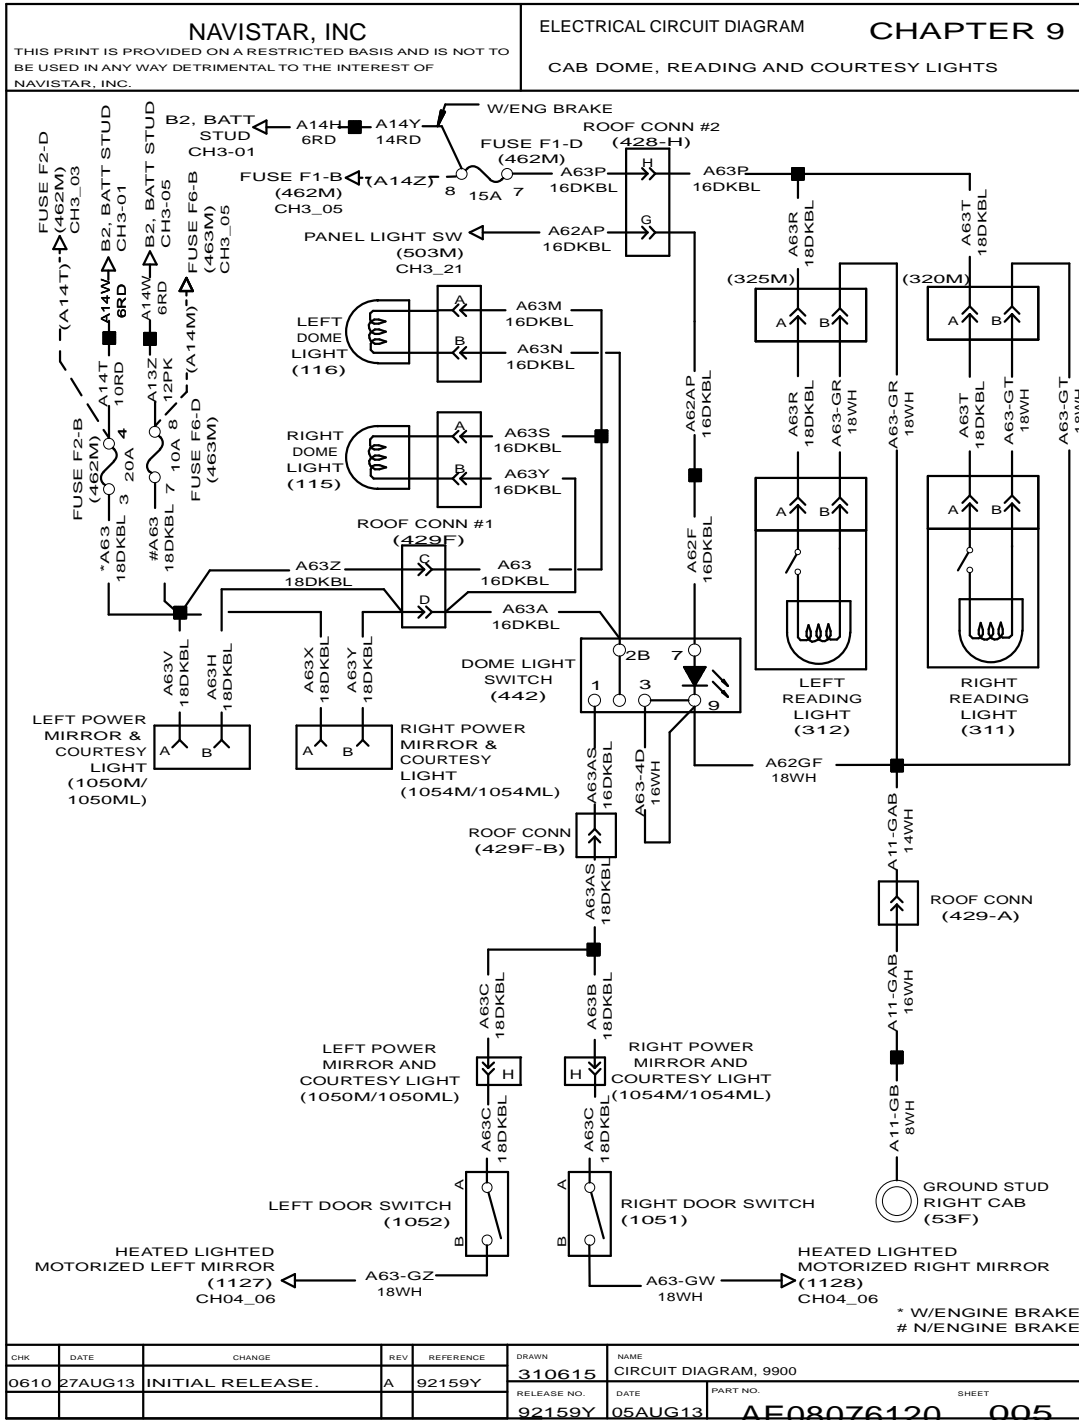 NAVISTAR, INC
THIS PRINT IS PROVIDED ON A RESTRICTED BASIS AND IS NOT TO
BE USED IN ANY WAY DETRIMENTAL TO THE INTEREST OF
NAVISTAR, INC.
ELECTRICAL CIRCUIT DIAGRAM
CHAPTER 9
CAB DOME, READING AND COURTESY LIGHTS
FUSE F2-D
(462M)
CH3_03
B2, BATT STUD
CH3-01
B2, BATT STUD
CH3-05
FUSE F6-B
(463M)
CH3_05
(A14T)
A14W
6RD
A14W
6RD
(A14M)
A14T
10RD
A13Z
12PK
FUSE F2-B
(462M)
4
20A
3
8
10A
7
FUSE F6-D
(463M)
*A63
18DKBL
#A63
18DKBL
B2, BATT
STUD
CH3-01
A14H
6RD
A14Y
14RD
W/ENG BRAKE
FUSE F1-B
(462M)
CH3_05
(A14Z)
FUSE F1-D
(462M)
8
15A
7
ROOF CONN #2
(428-H)
A63P
16DKBL
H
A63P
16DKBL
PANEL LIGHT SW
(503M)
CH3_21
A62AP
16DKBL
G
LEFT
DOME
LIGHT
(116)
A
B
A63M
16DKBL
A63N
16DKBL
RIGHT
DOME
LIGHT
(115)
A
B
A63S
16DKBL
A63Y
16DKBL
A62AP
16DKBL
A62F
16DKBL
A63R
18DKBL
A63T
18DKBL
(325M)
A
B
(320M)
A
B
A63R
18DKBL
A63-GR
18WH
A63-GR
18WH
A63T
18DKBL
A63-GT
18WH
A63-GT
18WH
A
B
A
B
LEFT
READING
LIGHT
(312)
RIGHT
READING
LIGHT
(311)
ROOF CONN #1
(429F)
A63Z
18DKBL
C
A63
16DKBL
D
A63A
16DKBL
A63V
18DKBL
A63H
18DKBL
A63X
18DKBL
A63Y
18DKBL
LEFT POWER
MIRROR &
COURTESY
LIGHT
(1050M/
1050ML)
A
B
A
B
RIGHT POWER
MIRROR &
COURTESY
LIGHT
(1054M/1054ML)
DOME LIGHT
SWITCH
(442)
2B
7
1
3
9
A63AS
16DKBL
A63-4D
16WH
A62GF
18WH
ROOF CONN
(429F-B)
A63AS
18DKBL
A11-GAB
14WH
ROOF CONN
(429-A)
A11-GAB
16WH
A11-GB
8WH
GROUND STUD
RIGHT CAB
(53F)
A63C
18DKBL
A63B
18DKBL
LEFT POWER
MIRROR AND
COURTESY LIGHT
(1050M/1050ML)
H
H
RIGHT POWER
MIRROR AND
COURTESY LIGHT
(1054M/1054ML)
A63C
18DKBL
A63C
18DKBL
LEFT DOOR SWITCH
(1052)
A
B
A
B
RIGHT DOOR SWITCH
(1051)
HEATED LIGHTED
MOTORIZED LEFT MIRROR
(1127)
CH04_06
A63-GZ
18WH
A63-GW
18WH
HEATED LIGHTED
MOTORIZED RIGHT MIRROR
(1128)
CH04_06
* W/ENGINE BRAKE
# N/ENGINE BRAKE
CHK DATE CHANGE REV REFERENCE DRAWN NAME
0610 27AUG13 INITIAL RELEASE. A 92159Y 310615 CIRCUIT DIAGRAM, 9900
RELEASE NO. DATE PART NO. SHEET
92159Y 05AUG13 AE08076120 005